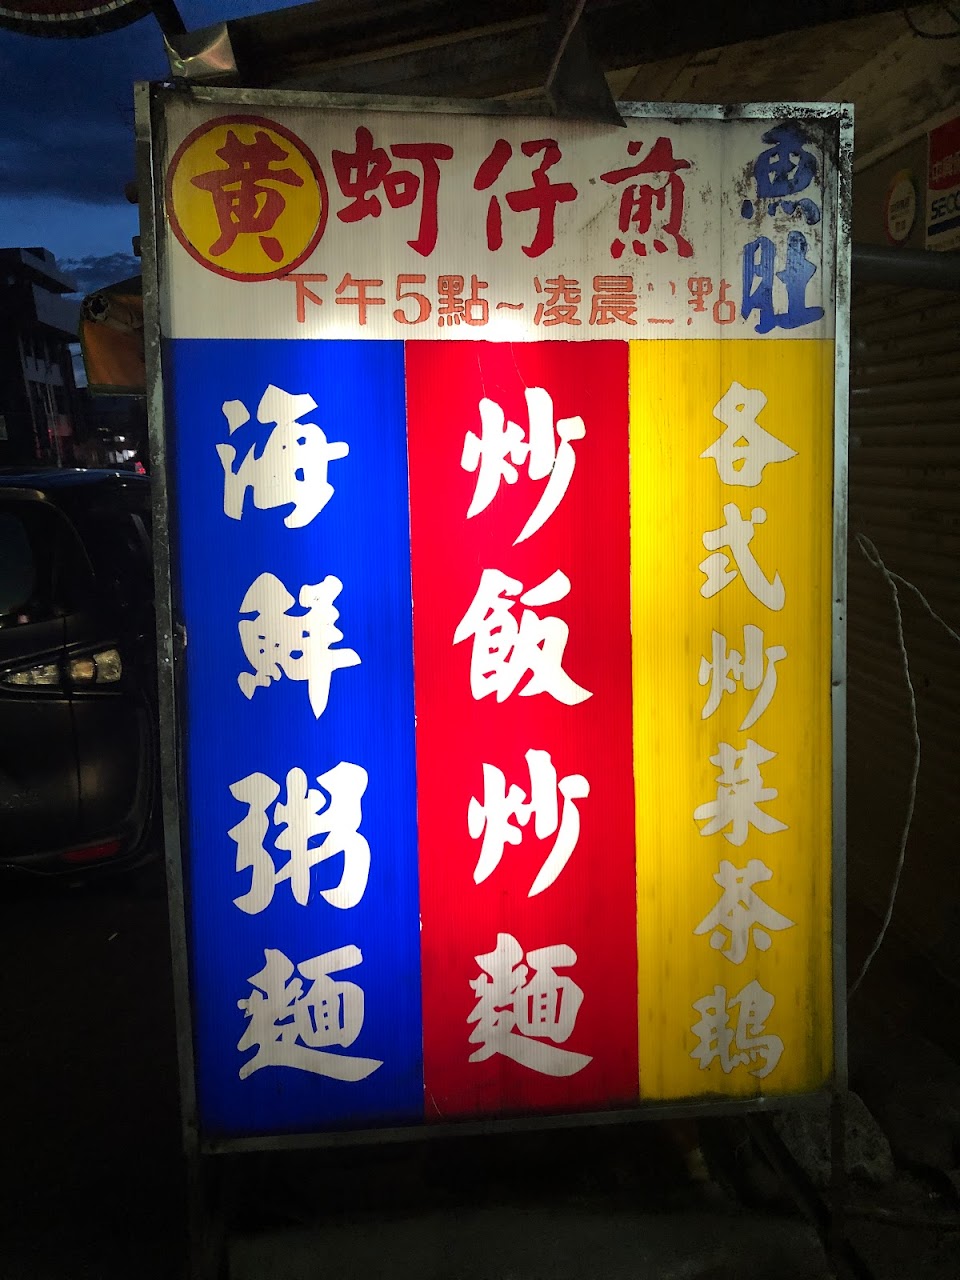 黄 蚵仔煎
魚肚
下午5點~凌晨 點
海鮮粥麵
炒飯炒麵
各式炒菜茶鵝
SECO